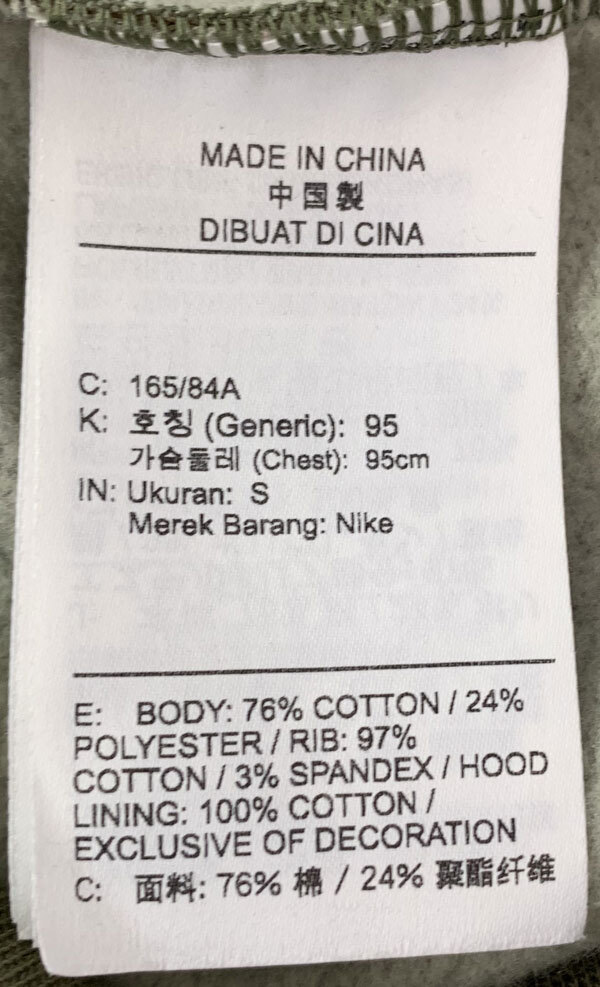 MADE IN CHINA
中国製
DIBUAT DI CINA
C: 165/84A
K: 호칭 (Generic): 95
가슴둘레 (Chest): 95cm
IN: Ukuran: S
Merek Barang: Nike
E: BODY: 76% COTTON / 24%
POLYESTER / RIB: 97%
COTTON / 3% SPANDEX / HOOD
LINING: 100% COTTON /
EXCLUSIVE OF DECORATION
C: 面料: 76% 棉 / 24% 聚酯纤维